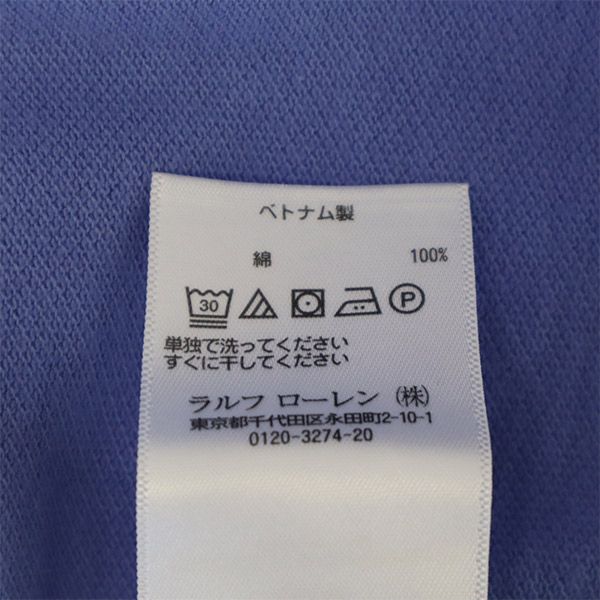 ベトナム製
綿 100%
30 P
単独で洗ってください
すぐに干してください
ラルフ ローレン (株)
東京都千代田区永田町2-10-1
0120-3274-20